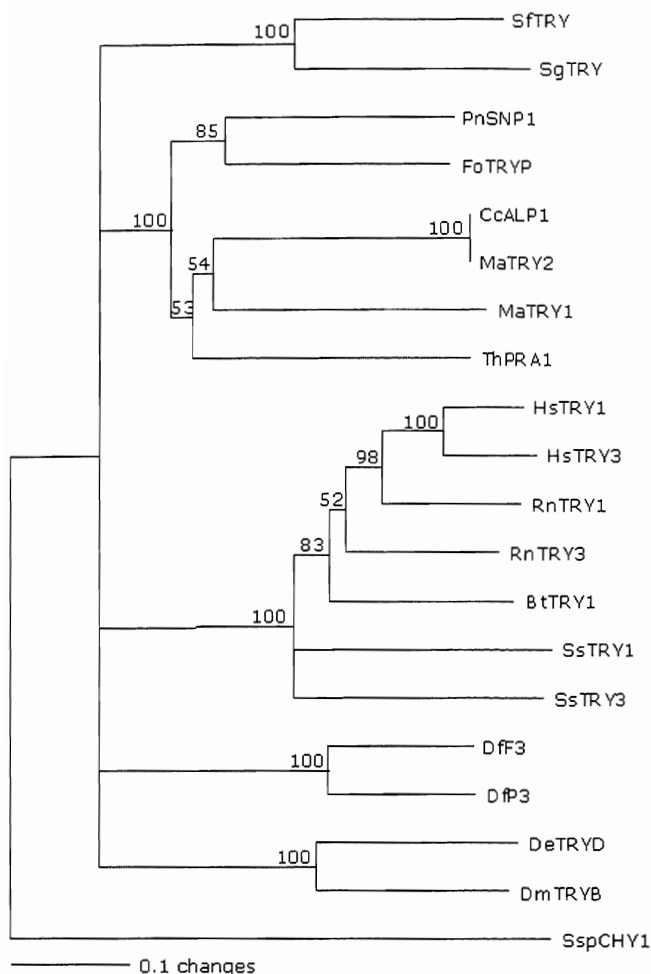 100
SfTRY
SgTRY
PnSNP1
85
FoTRYP
100
CcALP1
100
MaTRY2
54
53
MaTRY1
ThPRA1
HsTRY1
100
HsTRY3
98
RnTRY1
52
RnTRY3
83
BtTRY1
100
SsTRY1
SsTRY3
DfF3
100
DfP3
DeTRYD
100
DmTRYB
SspCHY1
0.1 changes